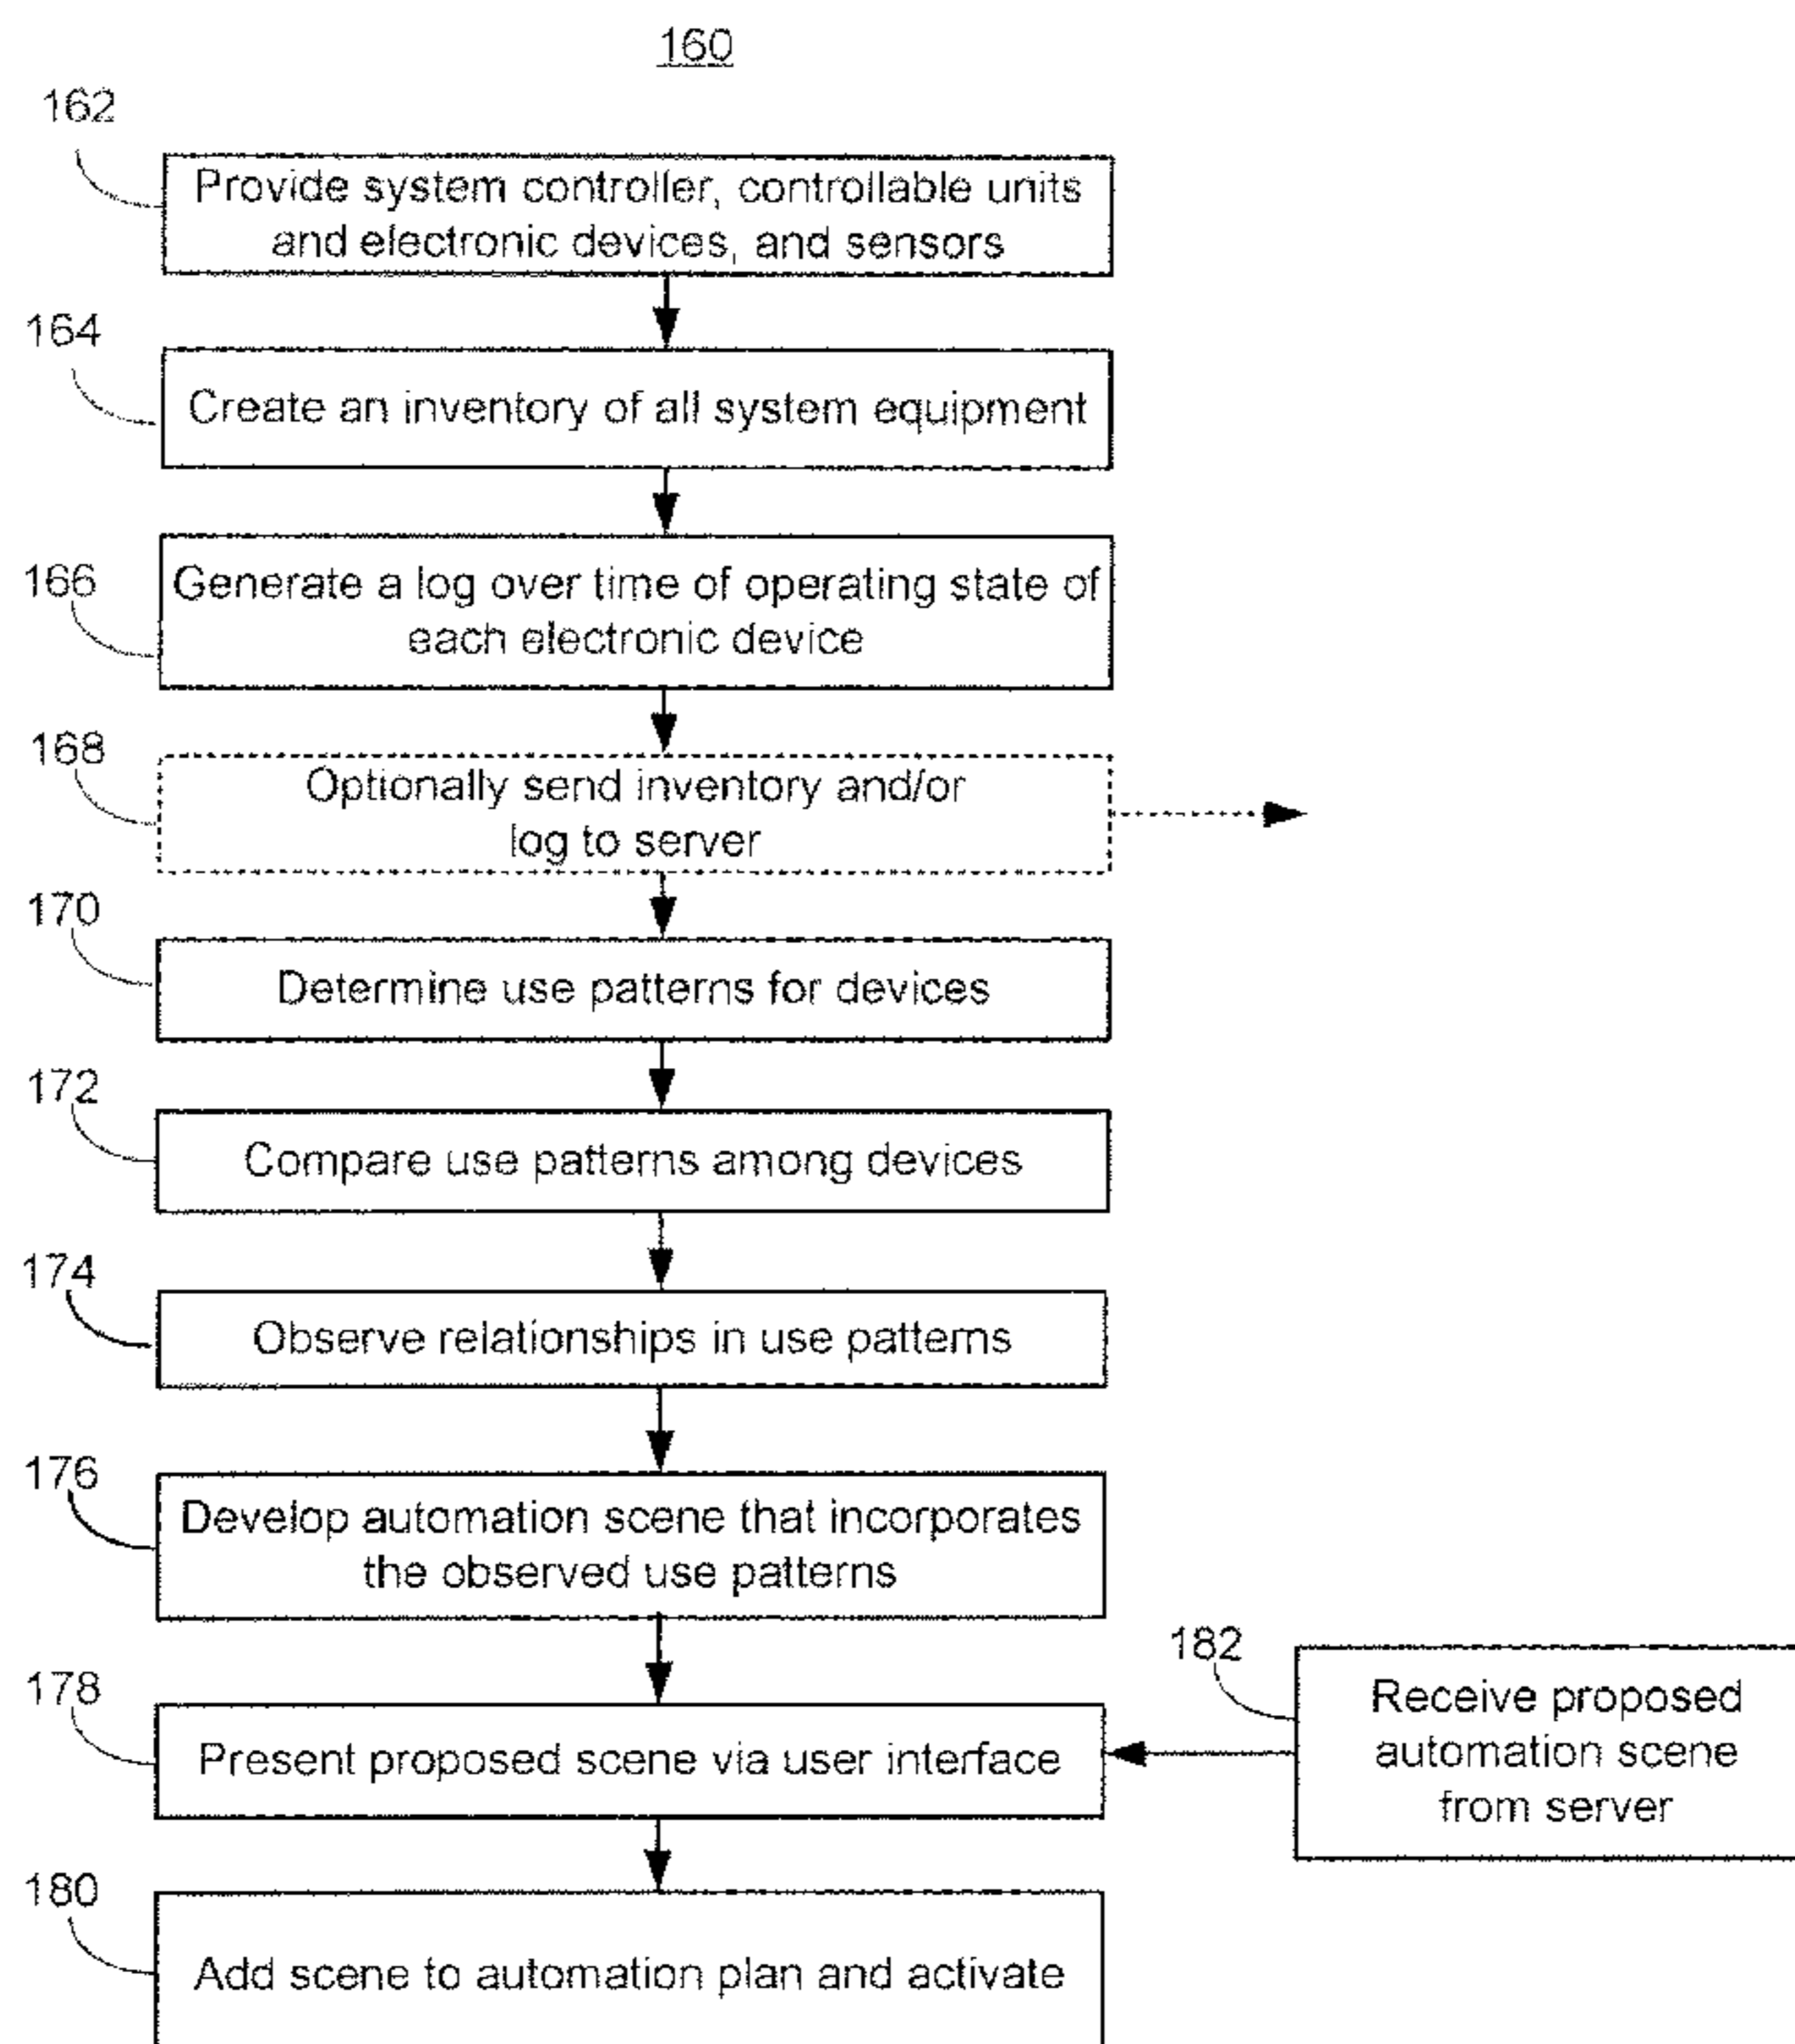 160
162
Provide system controller, controllable units
and electronic devices, and sensors
164
Create an inventory of all system equipment
166
Generate a log over time of operating state of
each electronic device
168
Optionally send inventory and/or
log to server
170
Determine use patterns for devices
172
Compare use patterns among devices
174
Observe relationships in use patterns
176
Develop automation scene that incorporates
the observed use patterns
178
Present proposed scene via user interface
182
Receive proposed
automation scene
from server
180
Add scene to automation plan and activate